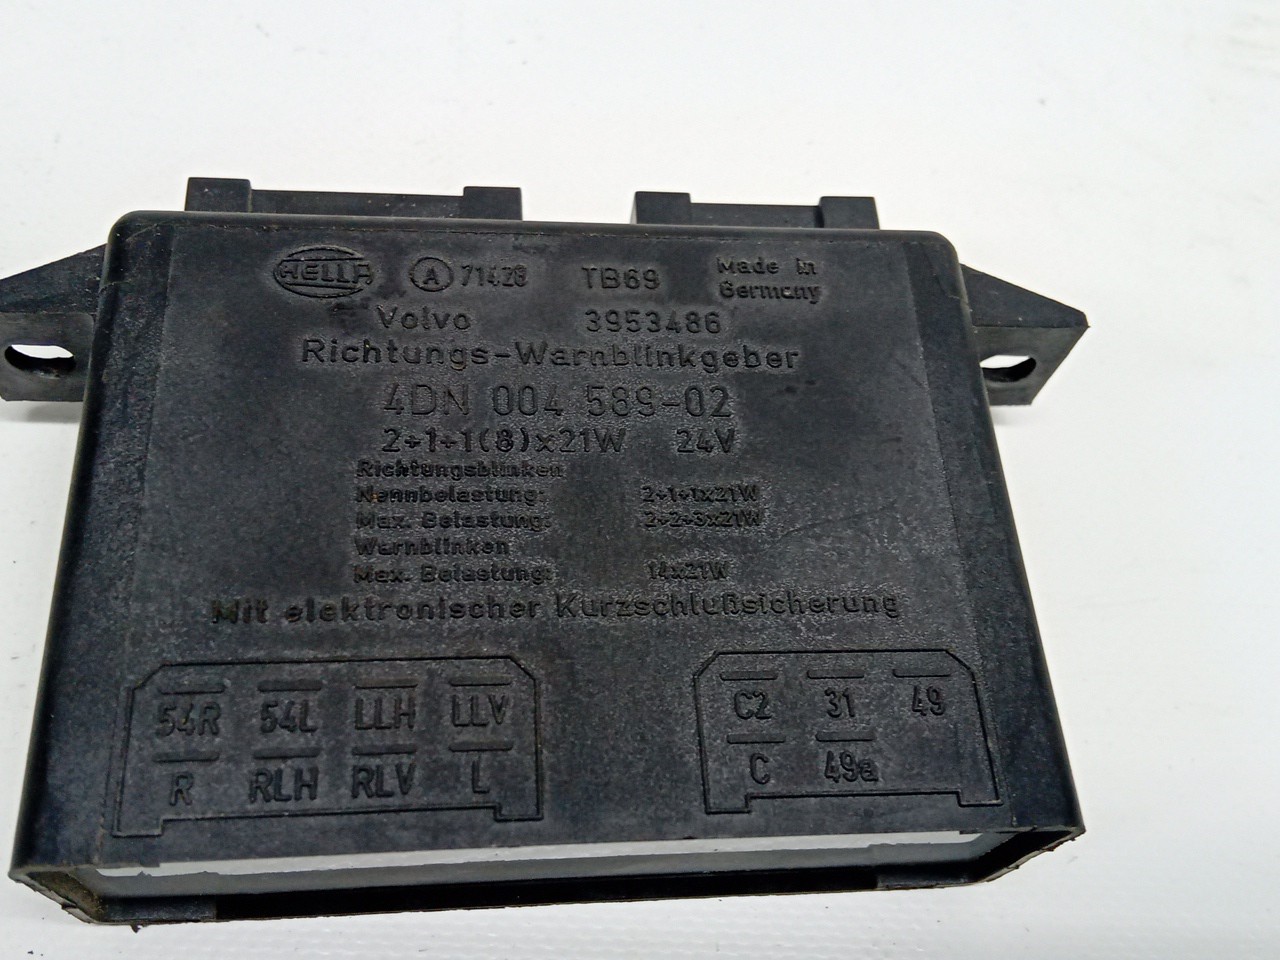 HELLA A 71428 TB69 Made in Germany
Volvo 3953486
Richtungs-Warnblinkgeber
4DN 004 589-02
2+1+1(8)x21W 24V
Richtungsblinken
Nennbelastung: 2+1+1x21W
Max. Belastung: 2+2+3x21W
Warnblinken
Max. Belastung: 14x21W
Mit elektronischer Kurzschlußsicherung
54R 54L LLH LLV
R RLH RLV L
C2 31 49
C 49a